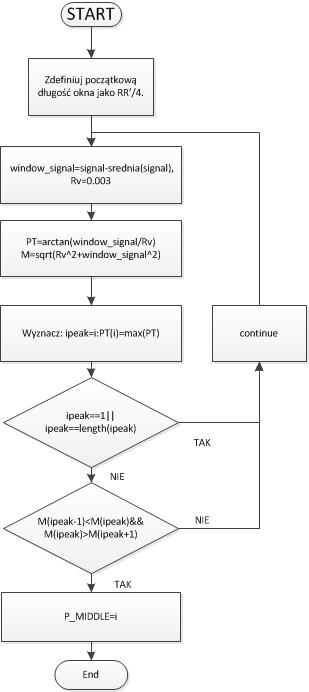 START
Zdefiniuj początkową
długość okna jako RR'/4.
window_signal=signal-srednia(signal),
Rv=0.003
PT=arctan(window_signal/Rv)
M=sqrt(Rv^2+window_signal^2)
Wyznacz: ipeak=i:PT(i)=max(PT)
continue
ipeak==1||
ipeak==length(ipeak)
TAK
NIE
M(ipeak-1)<M(ipeak)&&
M(ipeak)>M(ipeak+1)
NIE
TAK
P_MIDDLE=i
End